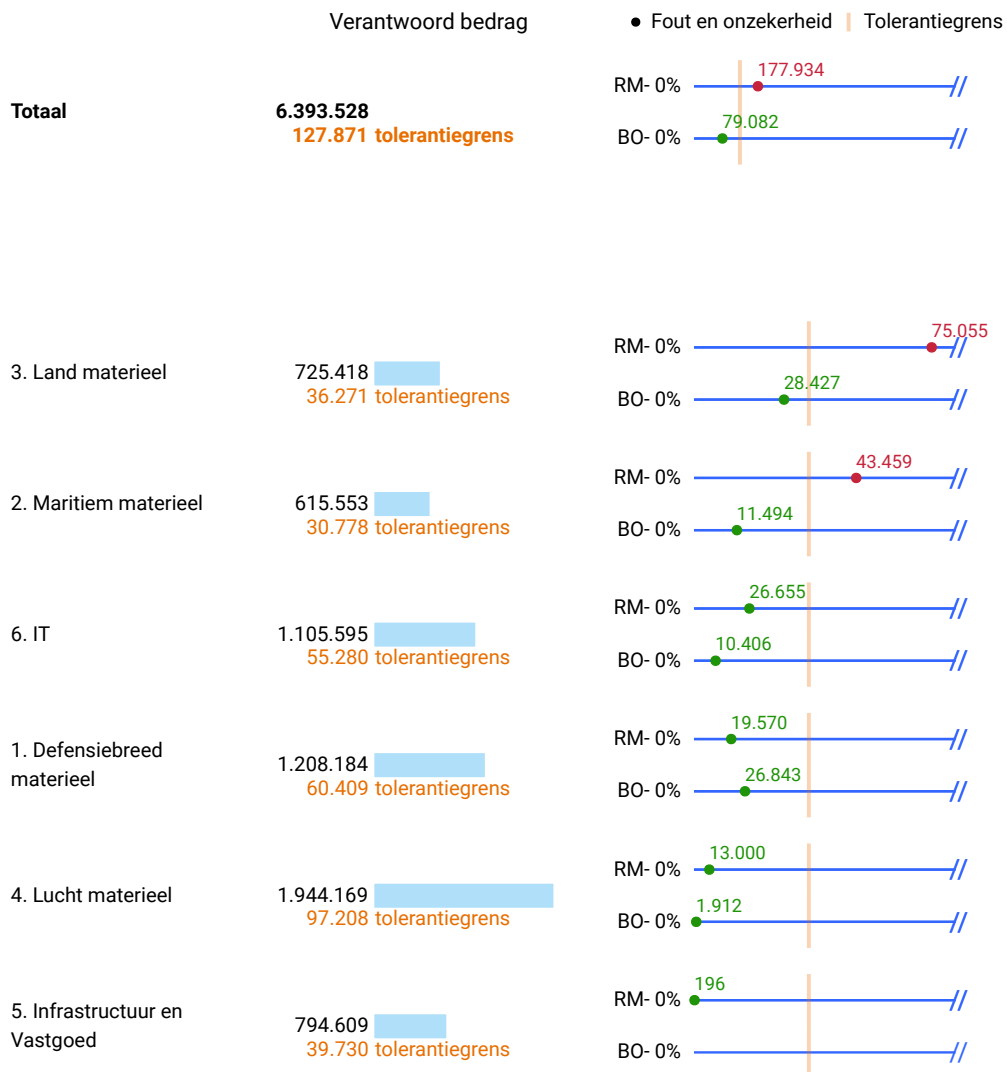 Verantwoord bedrag
Fout en onzekerheid
Tolerantiegrens
Totaal
6.393.528
127.871 tolerantiegrens
RM- 0%
177.934
BO- 0%
79.082
3. Land materieel
725.418
36.271 tolerantiegrens
RM- 0%
75.055
BO- 0%
28.427
2. Maritiem materieel
615.553
30.778 tolerantiegrens
RM- 0%
43.459
BO- 0%
11.494
6. IT
1.105.595
55.280 tolerantiegrens
RM- 0%
26.655
BO- 0%
10.406
1. Defensiebreed
materieel
1.208.184
60.409 tolerantiegrens
RM- 0%
19.570
BO- 0%
26.843
4. Lucht materieel
1.944.169
97.208 tolerantiegrens
RM- 0%
13.000
BO- 0%
1.912
5. Infrastructuur en
Vastgoed
794.609
39.730 tolerantiegrens
RM- 0%
196
BO- 0%